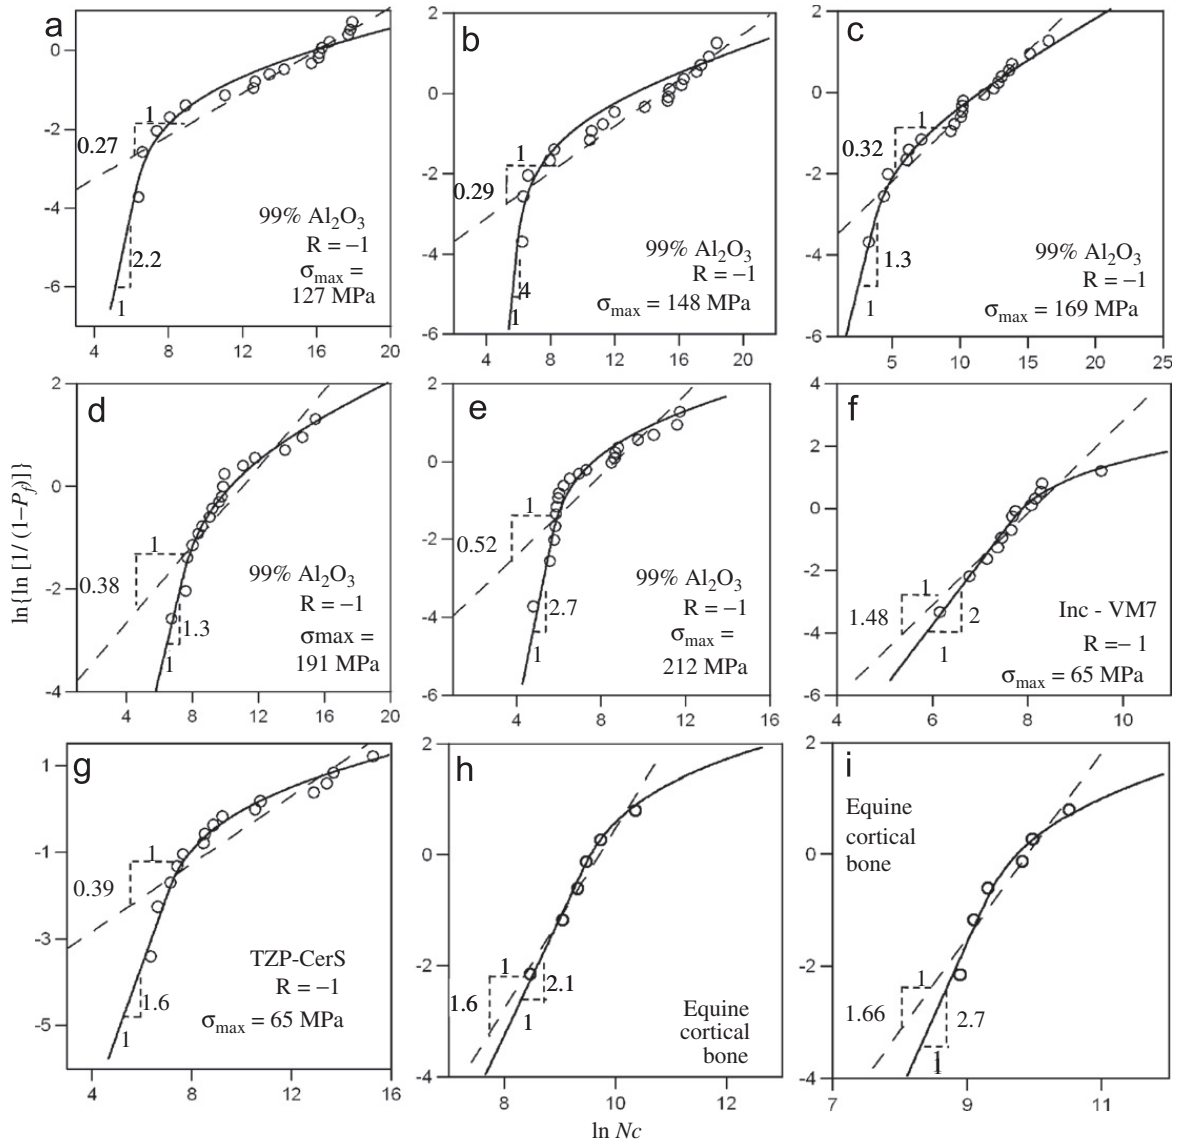 a
0
-2
-4
-6
4
8
12
16
20
1
0.27
2.2
1
99% Al₂O₃
R = −1
σmax =
127 MPa
b
2
0
-2
-4
-6
4
8
12
16
20
1
0.29
4
1
99% Al₂O₃
R = −1
σmax = 148 MPa
c
2
0
-2
-4
-6
5
10
15
20
25
1
0.32
1.3
1
99% Al₂O₃
R = −1
σmax = 169 MPa
d
2
0
-2
-4
4
8
12
16
20
1
0.38
1.3
1
99% Al₂O₃
R = −1
σmax =
191 MPa
e
2
0
-2
-4
-6
4
8
12
16
1
0.52
2.7
1
99% Al₂O₃
R = −1
σmax =
212 MPa
f
4
2
0
-2
-4
-6
4
6
8
10
1
1.48
2
1
Inc - VM7
R =− 1
σmax = 65 MPa
g
1
-1
-3
-5
4
8
12
16
1
0.39
1.6
1
TZP-CerS
R = −1
σmax = 65 MPa
h
2
0
-2
-4
8
10
12
1
1.6
2.1
1
Equine
cortical
bone
i
2
0
-2
-4
7
9
11
1
1.66
2.7
1
Equine
cortical
bone
ln{ln [1/ (1−Pf)]}
ln Nc